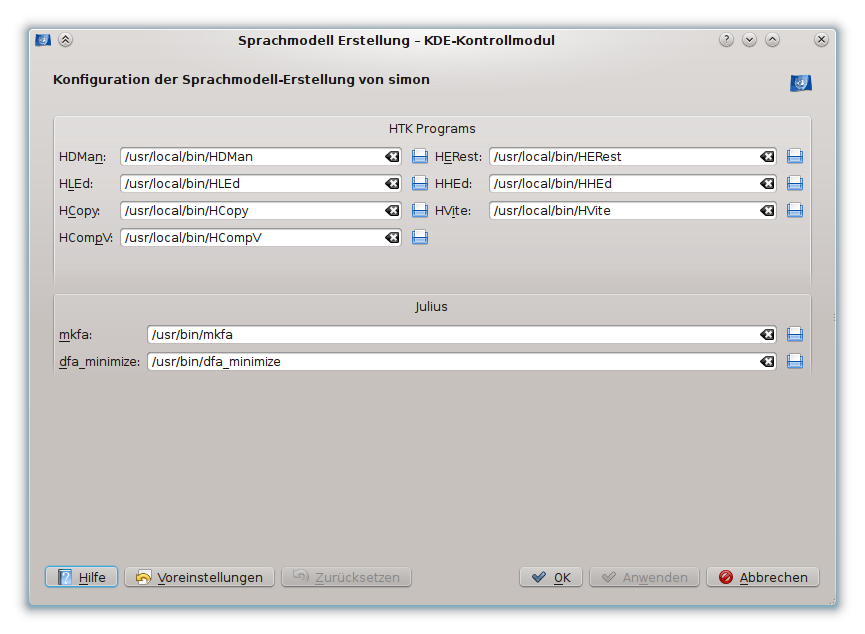 Sprachmodell Erstellung – KDE-Kontrollmodul
Konfiguration der Sprachmodell-Erstellung von simon
HTK Programs
HDMan: /usr/local/bin/HDMan HERest: /usr/local/bin/HERest
HLEd: /usr/local/bin/HLEd HHEd: /usr/local/bin/HHEd
HCopy: /usr/local/bin/HCopy HVite: /usr/local/bin/HVite
HCompV: /usr/local/bin/HCompV
Julius
mkfa: /usr/bin/mkfa
dfa_minimize: /usr/bin/dfa_minimize
Hilfe Voreinstellungen Zurücksetzen OK Anwenden Abbrechen